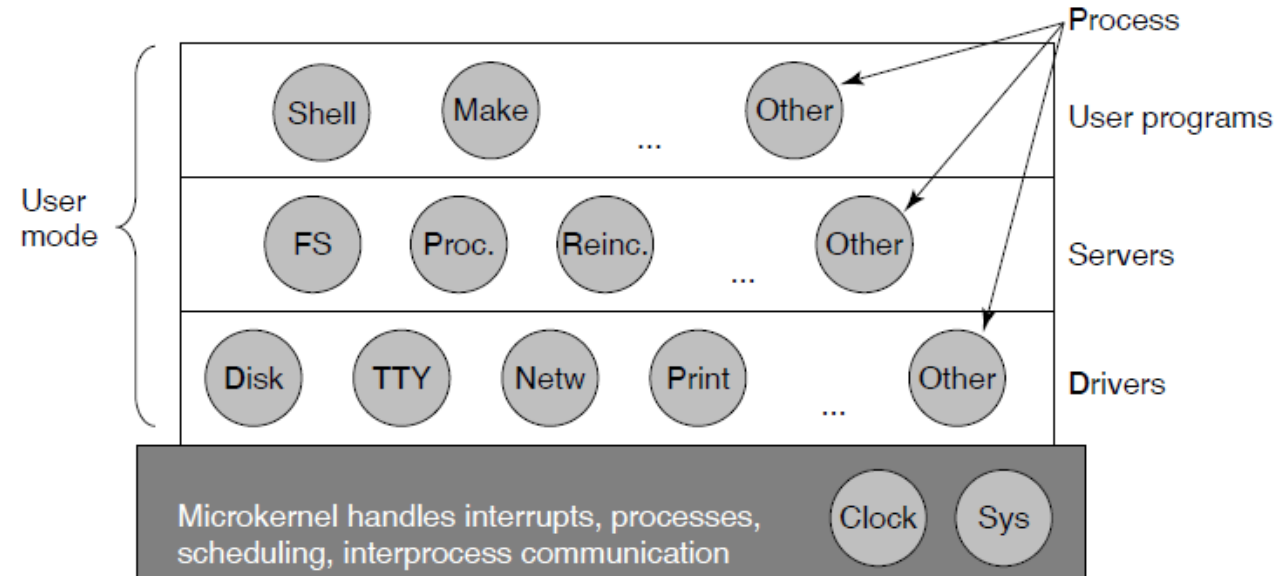 Process
Shell
Make
...
Other
User programs
User
mode
FS
Proc.
Reinc.
...
Other
Servers
Disk
TTY
Netw
Print
...
Other
Drivers
Microkernel handles interrupts, processes,
scheduling, interprocess communication
Clock
Sys